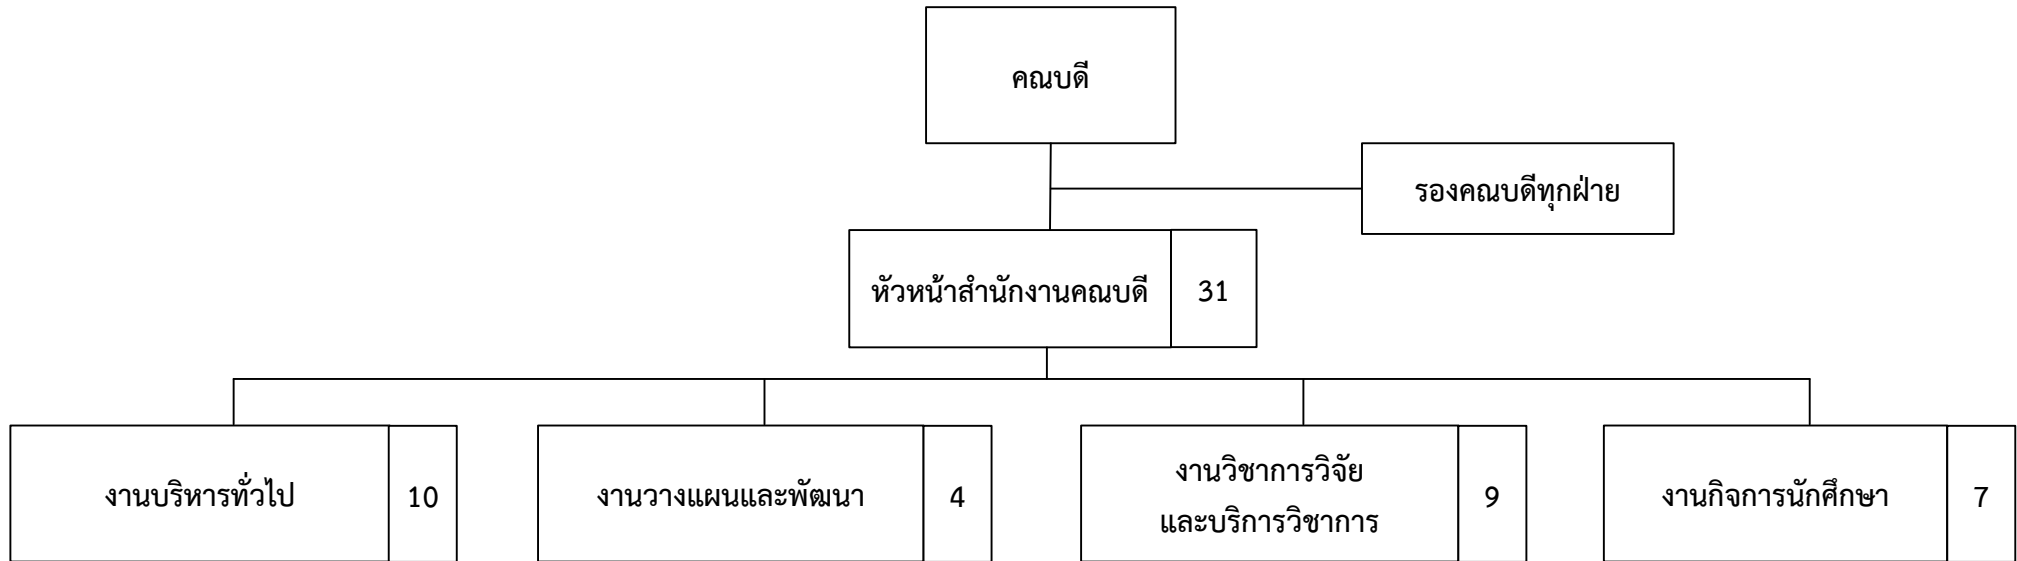 คณบดี
รองคณบดีทุกฝ่าย
หัวหน้าสำนักงานคณบดี 31
งานบริหารทั่วไป 10
งานวางแผนและพัฒนา 4
งานวิชาการวิจัย
และบริการวิชาการ 9
งานกิจการนักศึกษา 7